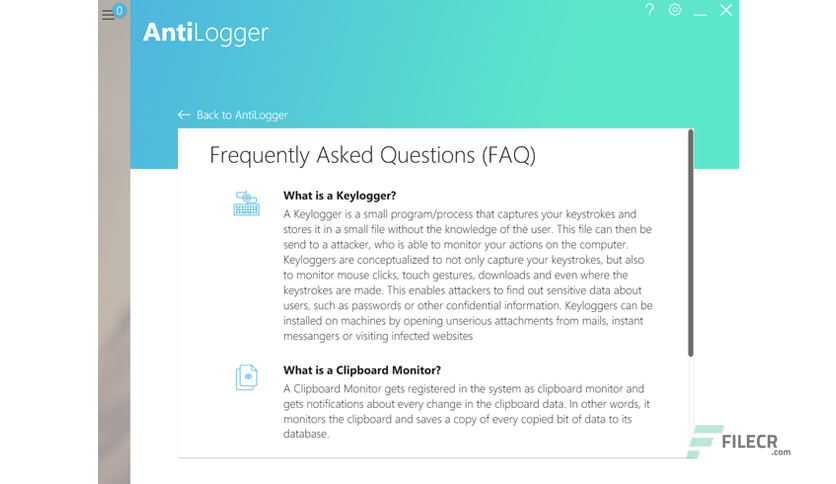 0
?
AntiLogger
Back to AntiLogger
Frequently Asked Questions (FAQ)
What is a Keylogger?
A Keylogger is a small program/process that captures your keystrokes and
stores it in a small file without the knowledge of the user. This file can then be
send to a attacker, who is able to monitor your actions on the computer.
Keyloggers are conceptualized to not only capture your keystrokes, but also
to monitor mouse clicks, touch gestures, downloads and even where the
keystrokes are made. This enables attackers to find out sensitive data about
users, such as passwords or other confidential information. Keyloggers can be
installed on machines by opening unserious attachments from mails, instant
messangers or visiting infected websites
What is a Clipboard Monitor?
A Clipboard Monitor gets registered in the system as clipboard monitor and
gets notifications about every change in the clipboard data. In other words, it
monitors the clipboard and saves a copy of every copied bit of data to its
database.
FILECR
.com